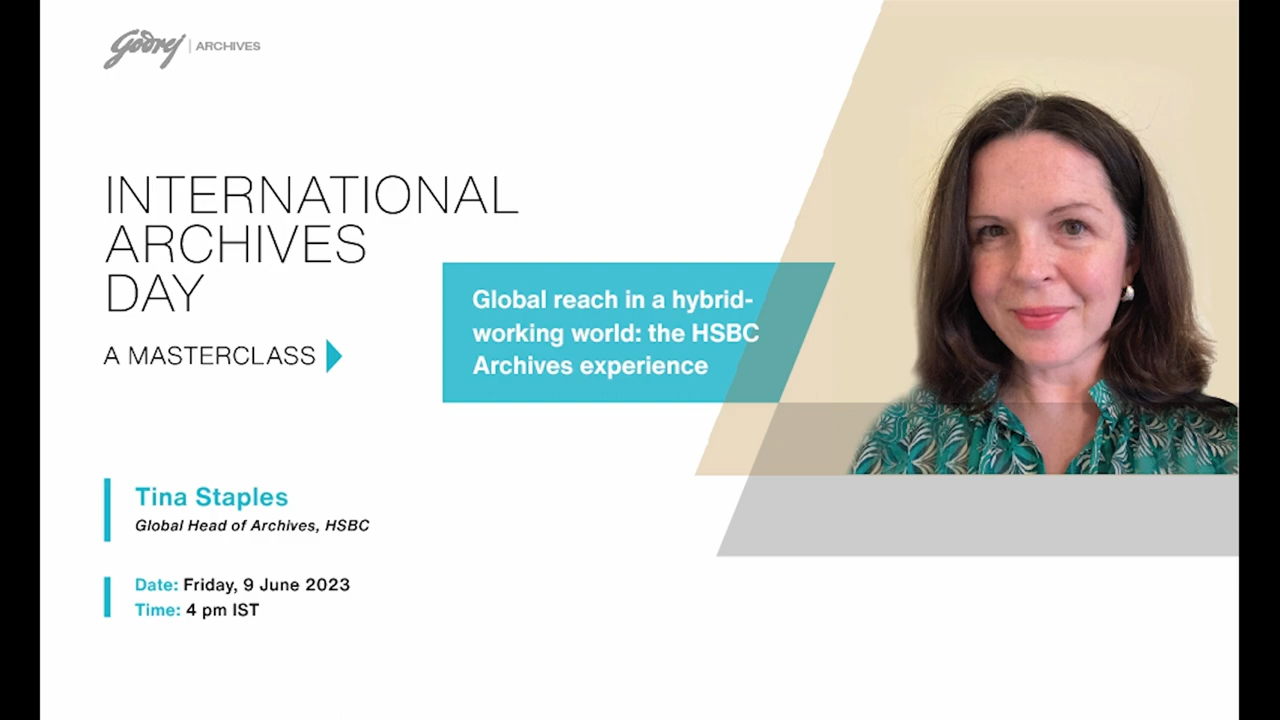 Godrej | ARCHIVES
INTERNATIONAL
ARCHIVES
DAY
A MASTERCLASS
Global reach in a hybrid-
working world: the HSBC
Archives experience
Tina Staples
Global Head of Archives, HSBC
Date: Friday, 9 June 2023
Time: 4 pm IST